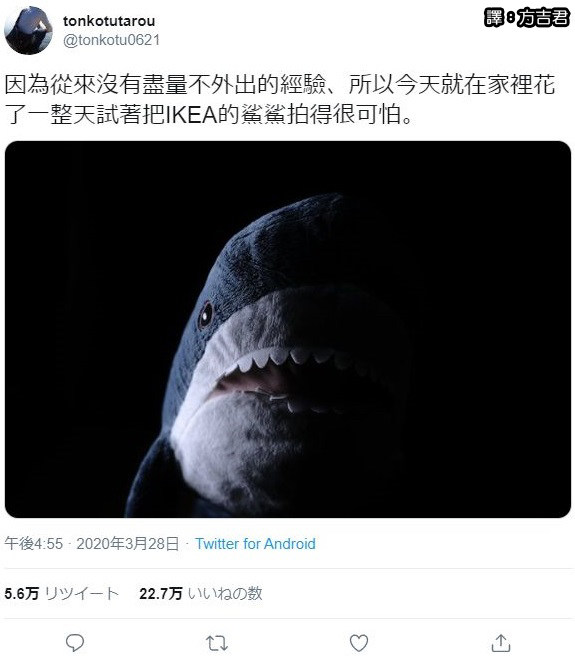 譯:方吉君
tonkotutarou
@tonkotu0621
因為從來沒有盡量不外出的經驗、所以今天就在家裡花
了一整天試著把IKEA的鯊鯊拍得很可怕。
午後4:55 · 2020年3月28日 · Twitter for Android
5.6万 リツイート 22.7万 いいねの数